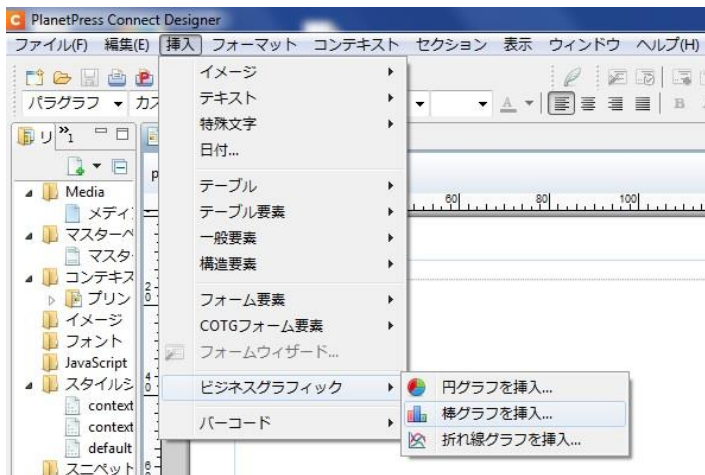 PlanetPress Connect Designer
ファイル(F) 編集(E) 挿入 フォーマット コンテキスト セクション 表示 ウィンドウ ヘルプ(H)
パラグラフ
イメージ
テキスト
特殊文字
日付...
テーブル
テーブル要素
一般要素
構造要素
フォーム要素
COTGフォーム要素
フォームウィザード...
ビジネスグラフィック
バーコード
円グラフを挿入...
棒グラフを挿入...
折れ線グラフを挿入...
Media
メディ
マスターペ
マスタ
コンテキス
プリン
イメージ
フォント
JavaScript
スタイルシ
context
context
default
スニペット
60 80 100